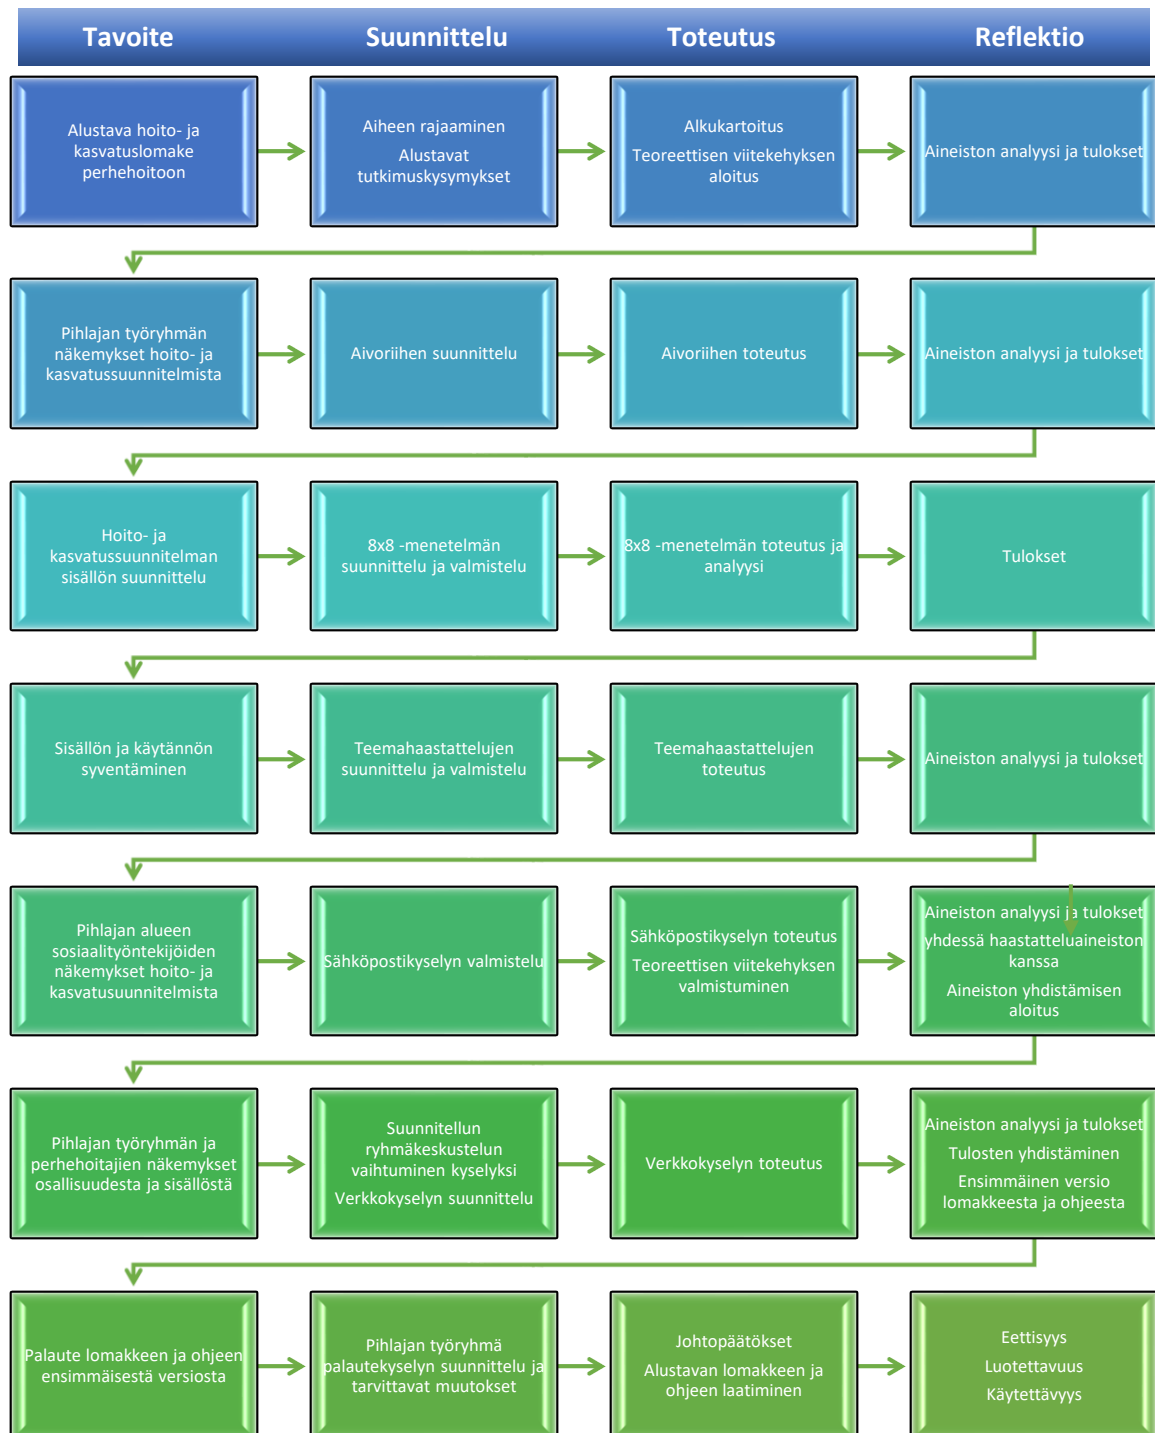 Tavoite
Suunnittelu
Toteutus
Reflektio
Alustava hoito- ja
kasvatuslomake
perhehoitoon
Aiheen rajaaminen
Alustavat
tutkimuskysymykset
Alkukartoitus
Teoreettisen viitekehyksen
aloitus
Aineiston analyysi ja tulokset
Pihlajan työryhmän
näkemykset hoito- ja
kasvatussuunnitelmista
Aivoriihen suunnittelu
Aivoriihen toteutus
Aineiston analyysi ja tulokset
Hoito- ja
kasvatussuunnitelman
sisällön suunnittelu
8x8 -menetelmän
suunnittelu ja valmistelu
8x8 -menetelmän toteutus ja
analyysi
Tulokset
Sisällön ja käytännön
syventäminen
Teemahaastattelujen
suunnittelu ja valmistelu
Teemahaastattelujen
toteutus
Aineiston analyysi ja tulokset
Pihlajan alueen
sosiaalityöntekijöiden
näkemykset hoito- ja
kasvatusuunnitelmista
Sähköpostikyselyn valmistelu
Sähköpostikyselyn toteutus
Teoreettisen viitekehyksen
valmistuminen
Aineiston analyysi ja tulokset
yhdessä haastatteluaineiston
kanssa
Aineiston yhdistämisen
aloitus
Pihlajan työryhmän ja
perhehoitajien näkemykset
osallisuudesta ja sisällöstä
Suunnitellun
ryhmäkeskustelun
vaihtuminen kyselyksi
Verkkokyselyn suunnittelu
Verkkokyselyn toteutus
Aineiston analyysi ja tulokset
Tulosten yhdistäminen
Ensimmäinen versio
lomakkeesta ja ohjeesta
Palaute lomakkeen ja ohjeen
ensimmäisestä versiosta
Pihlajan työryhmä
palautekyselyn suunnittelu ja
tarvittavat muutokset
Johtopäätökset
Alustavan lomakkeen ja
ohjeen laatiminen
Eettisyys
Luotettavuus
Käytettävyys